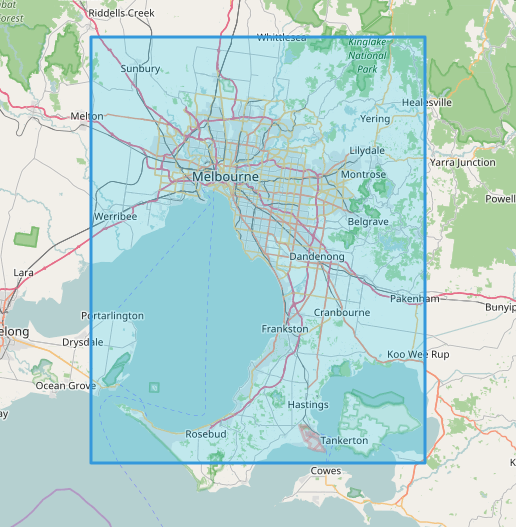 bat
Forest
Riddells Creek
Whittlesea
Kinglake
National
Park
Sunbury
Healesville
Melton
Yering
Lilydale
Yarra Junction
Melbourne
Montrose
Powell
Werribee
Belgrave
Dandenong
Lara
Pakenham
Bunyip
Portarlington
Cranbourne
elong
Frankston
Drysdale
Koo Wee Rup
Ocean Grove
Hastings
ay
Rosebud
Tankerton
K
Cowes